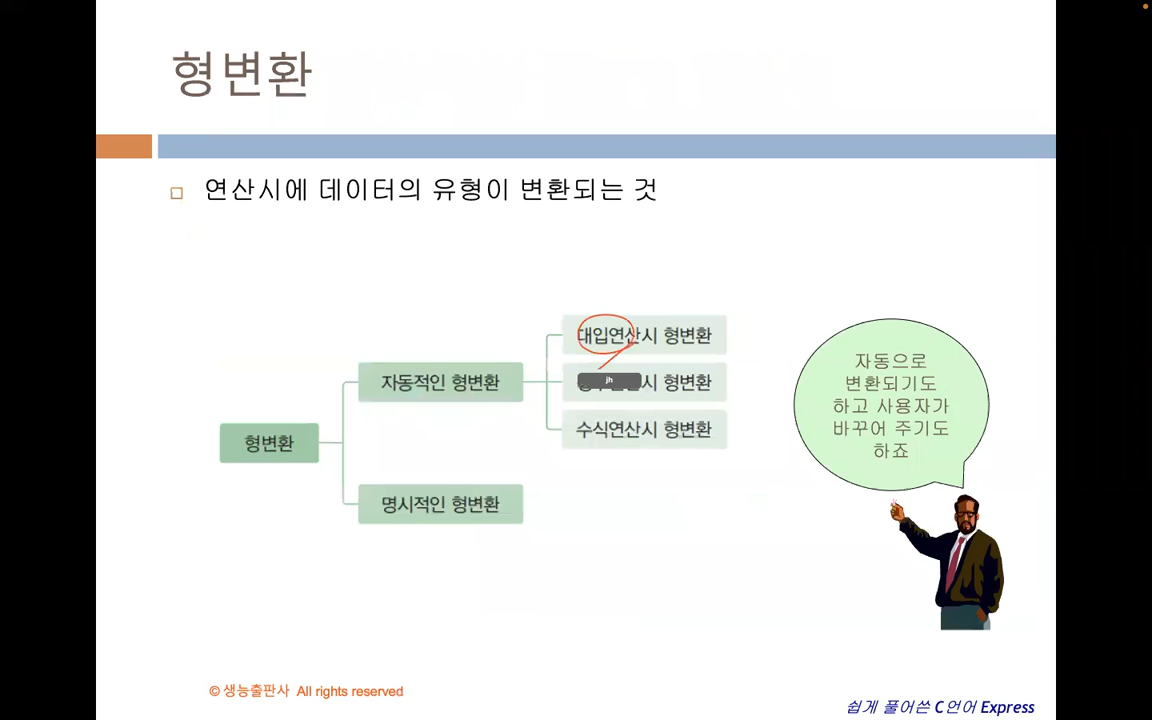 형변환
연산시에 데이터의 유형이 변환되는 것
대입연산시 형변환
자동적인 형변환
jh
시 형변환
수식연산시 형변환
형변환
명시적인 형변환
자동으로
변환되기도
하고 사용자가
바꾸어 주기도
하죠
© 생능출판사 All rights reserved
쉽게 풀어쓴 C언어 Express